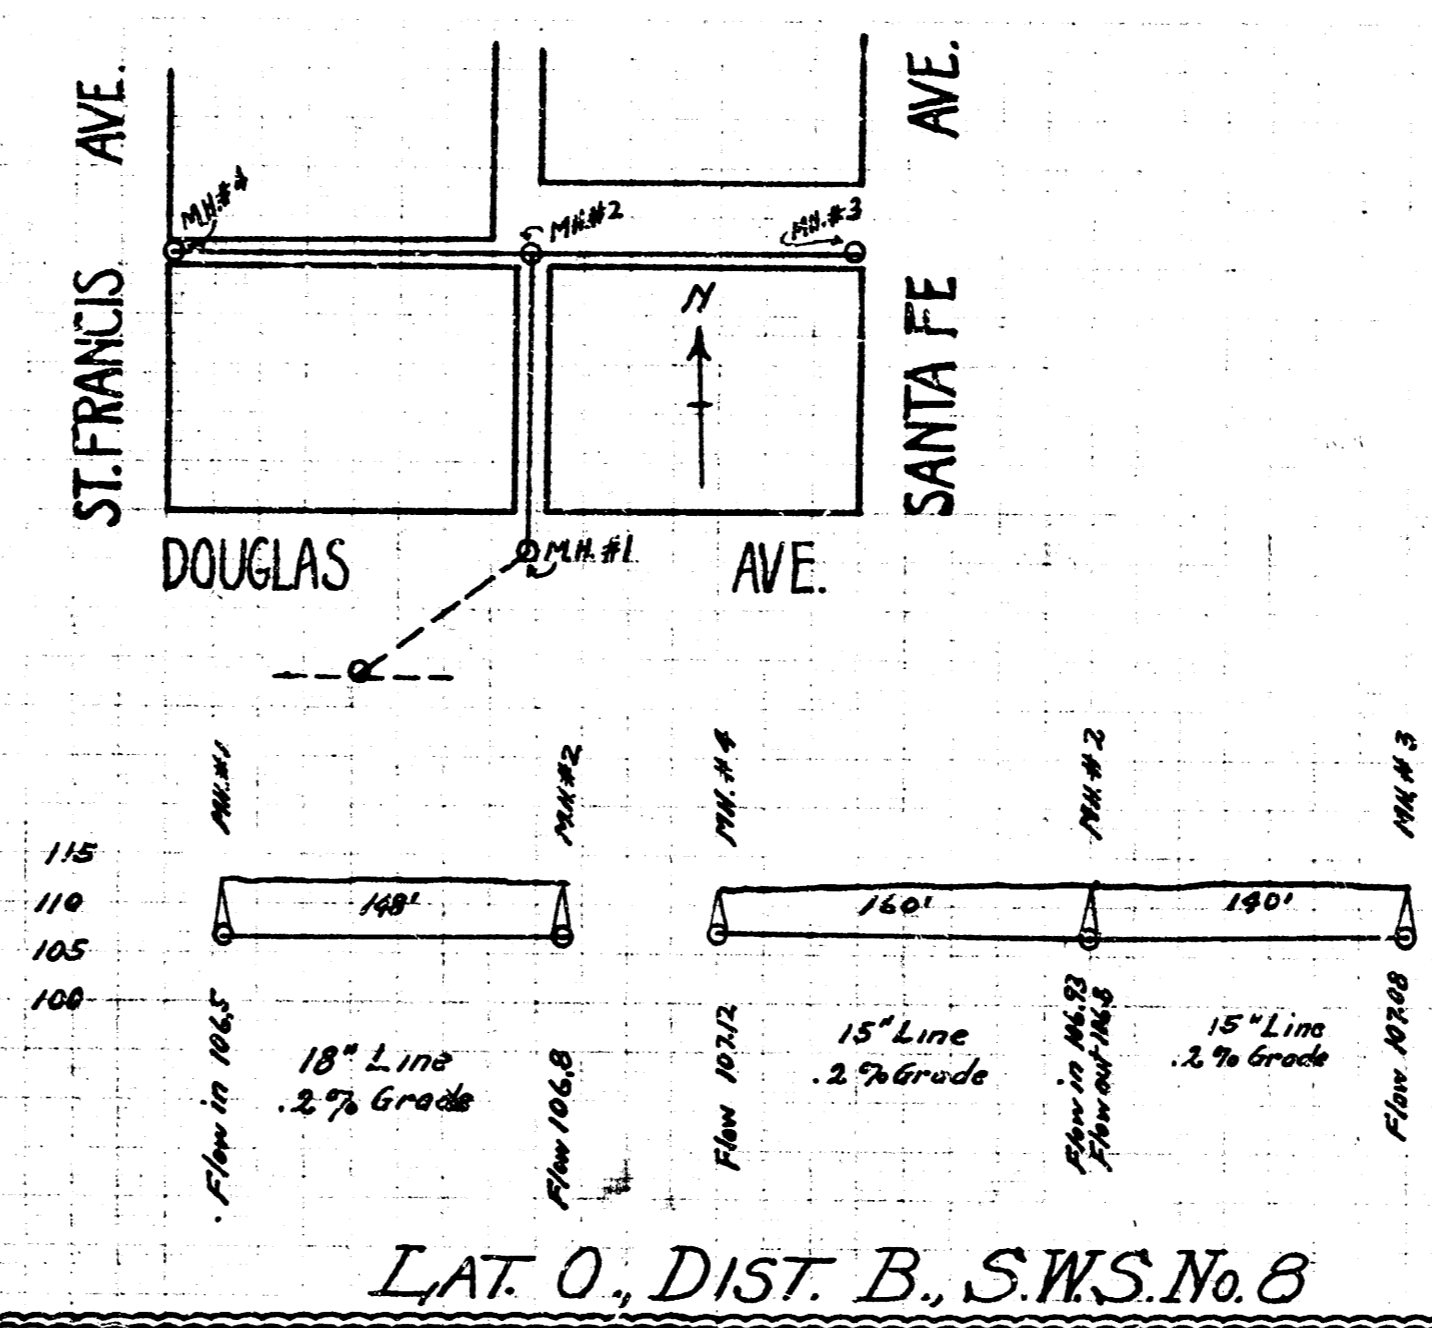 ST. FRANCIS AVE.
SANTA FE AVE.
M.H.#4
M.H.#2
M.H.#3
N
DOUGLAS AVE.
M.H.#1
M.H.#1
M.H.#2
M.H.#4
M.H.#2
M.H.#3
115
110
105
100
148'
160'
140'
Flow in 106.5
18" Line
.2% Grade
Flow 106.8
Flow 107.12
15" Line
.2% Grade
Flow in 106.93
Flow out 106.8
15" Line
.2% Grade
Flow 107.08
LAT. O., DIST. B., S.W.S. No. 8